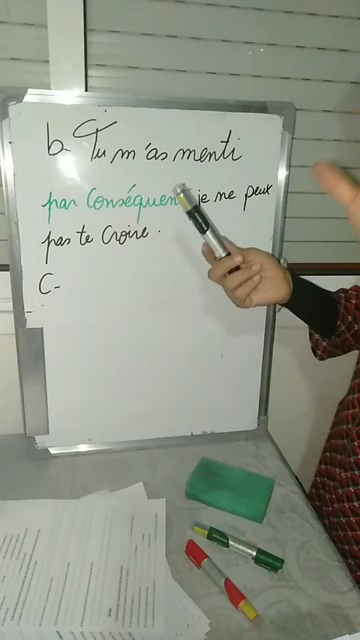 b- Tu m'as menti
par Conséquent je ne peux
pas te Croire.
C-